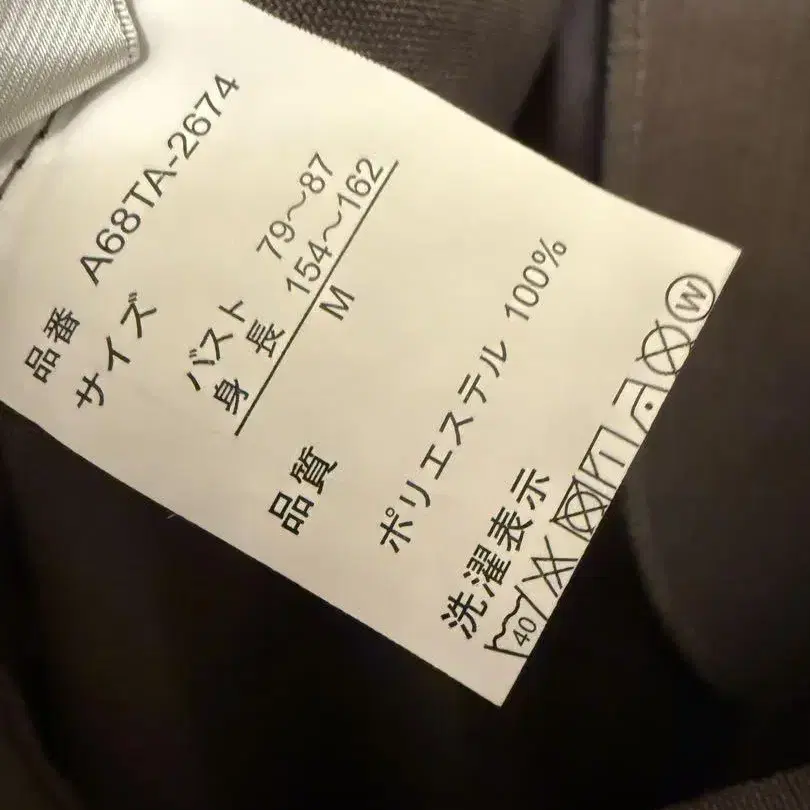 品番 A68TA-2674
サイズ
バスト 79～87
身長 154～162
M
品質
ポリエステル 100%
洗濯表示
40
W